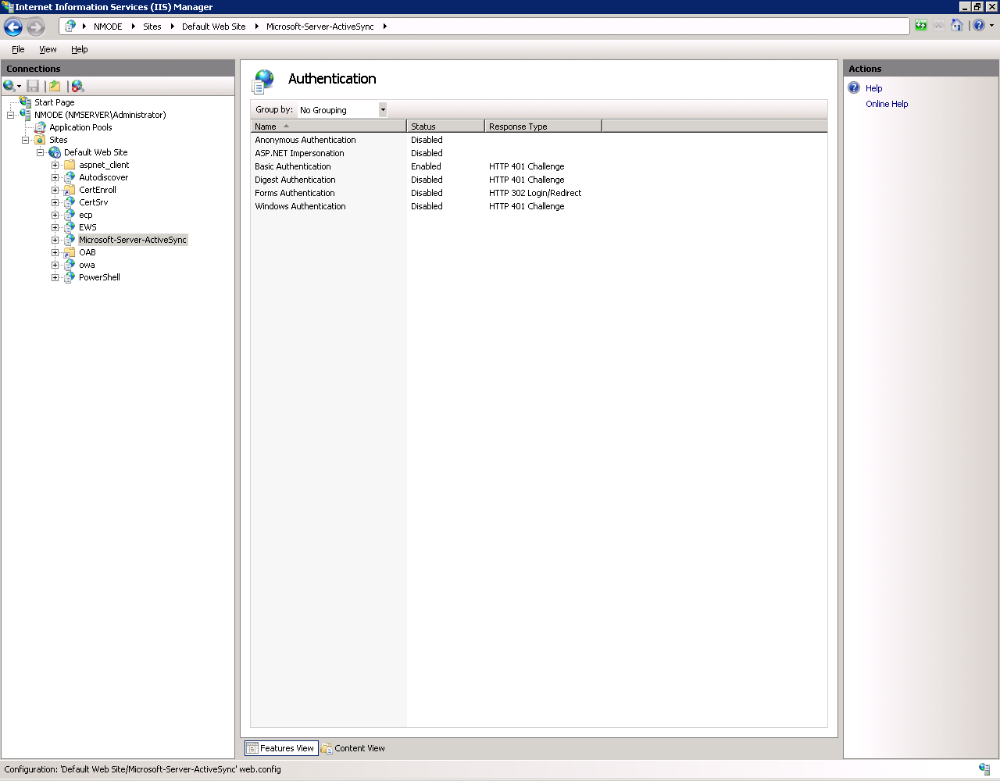 Internet Information Services (IIS) Manager
NMODE Sites Default Web Site Microsoft-Server-ActiveSync
File View Help
Connections
Start Page
NMODE (NMSERVER\Administrator)
Application Pools
Sites
Default Web Site
aspnet_client
Autodiscover
CertEnroll
CertSrv
ecp
EWS
Microsoft-Server-ActiveSync
OAB
owa
PowerShell
Authentication
Group by: No Grouping
Name Status Response Type
Anonymous Authentication Disabled
ASP.NET Impersonation Disabled
Basic Authentication Enabled HTTP 401 Challenge
Digest Authentication Disabled HTTP 401 Challenge
Forms Authentication Disabled HTTP 302 Login/Redirect
Windows Authentication Disabled HTTP 401 Challenge
Features View Content View
Actions
Help
Online Help
Configuration: 'Default Web Site/Microsoft-Server-ActiveSync' web.config